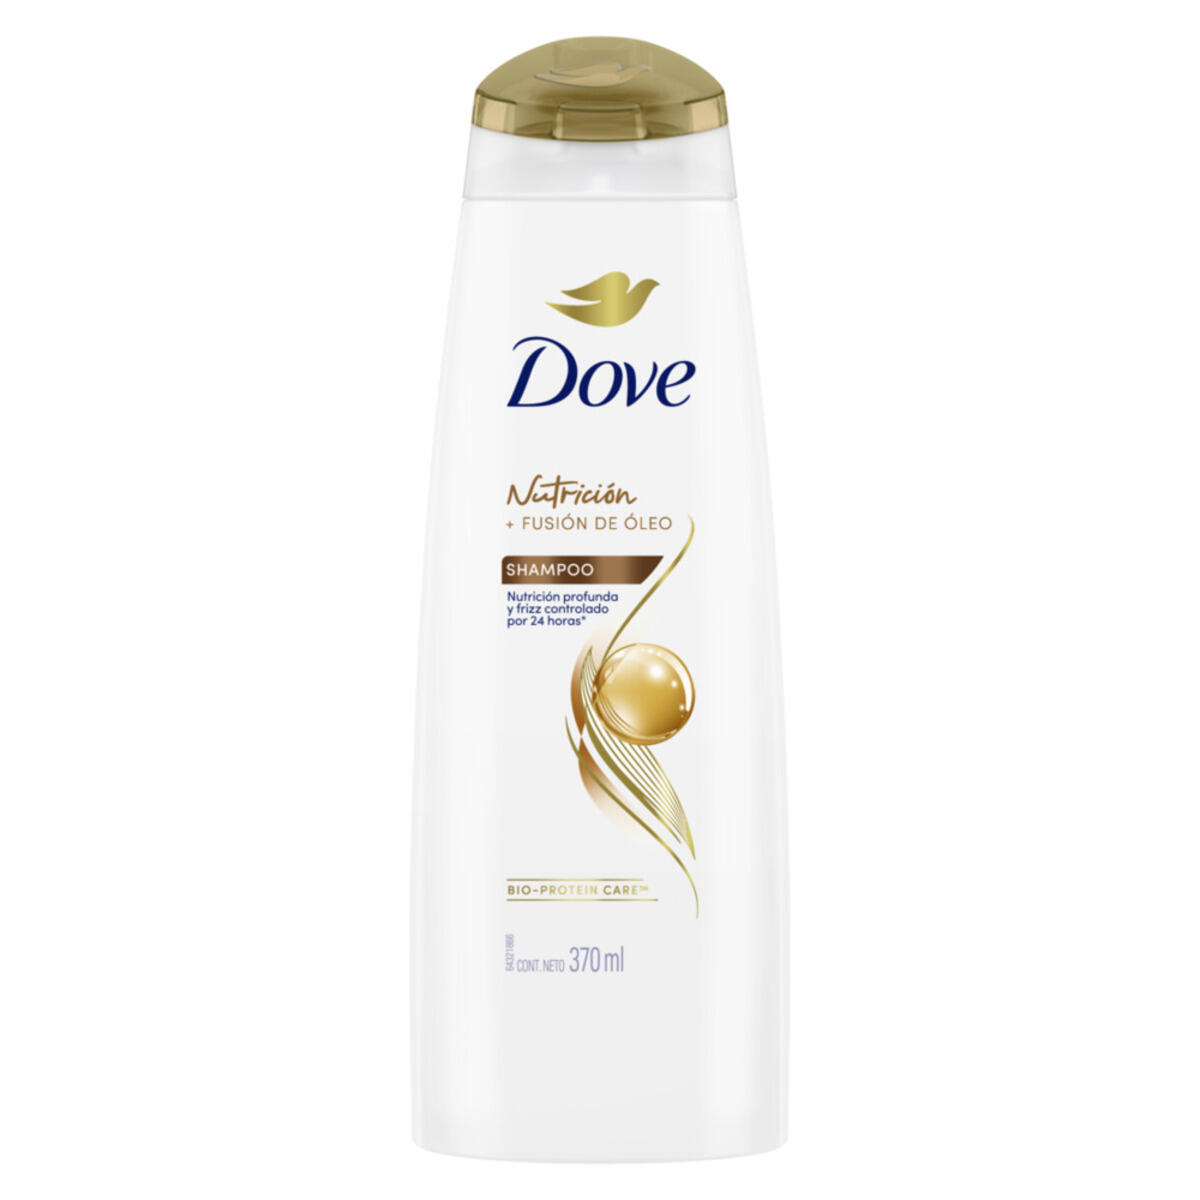 Dove
Nutrición
+ FUSIÓN DE ÓLEO
SHAMPOO
Nutrición profunda
y frizz controlado
por 24 horas*
BIO-PROTEIN CARE™
64321866
CONT. NETO 370 ml